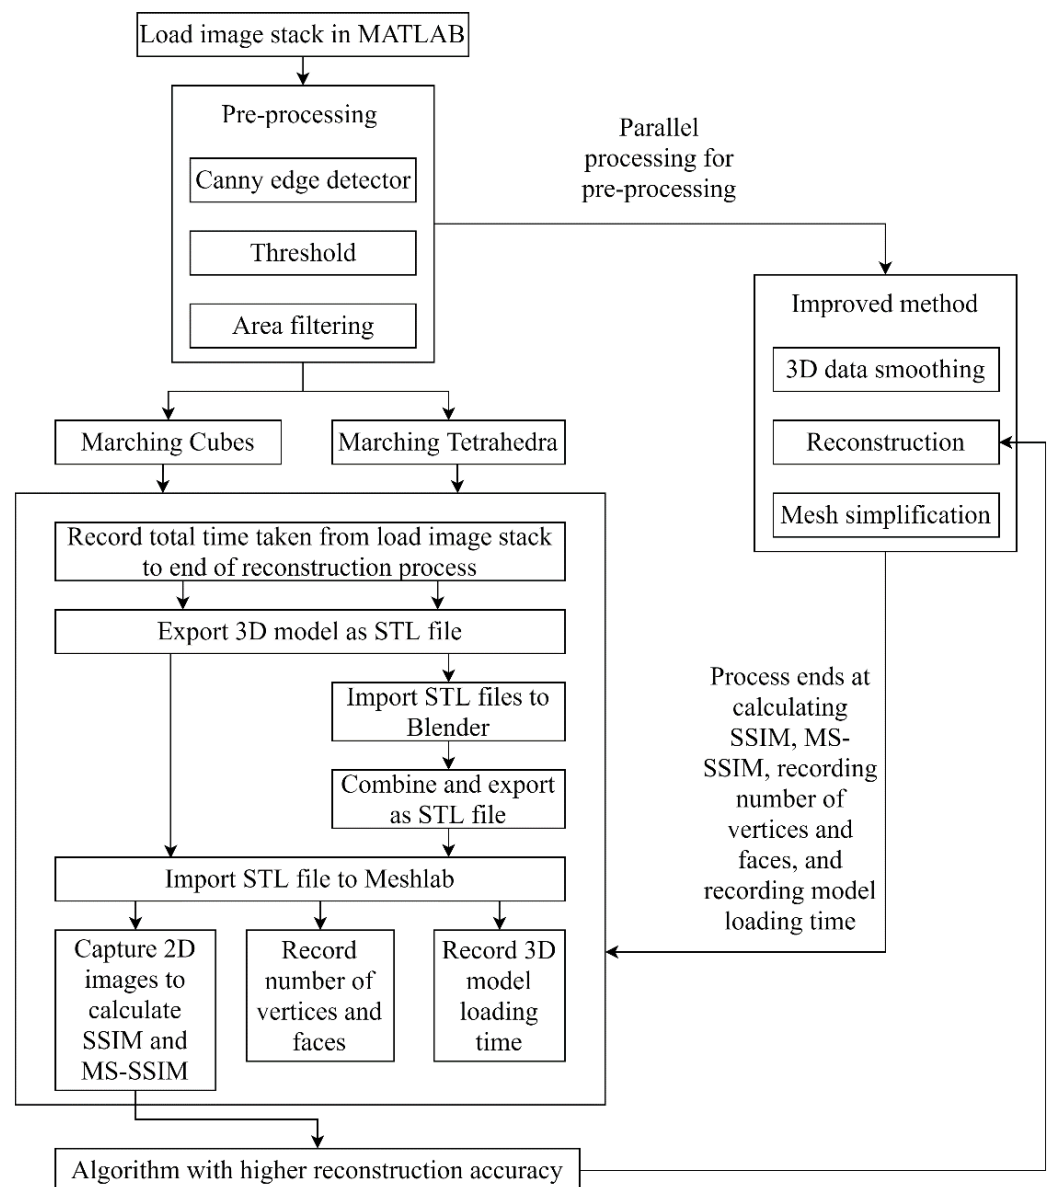 Load image stack in MATLAB
Pre-processing
Canny edge detector
Threshold
Area filtering
Parallel
processing for
pre-processing
Improved method
3D data smoothing
Reconstruction
Mesh simplification
Marching Cubes
Marching Tetrahedra
Record total time taken from load image stack
to end of reconstruction process
Export 3D model as STL file
Import STL files to
Blender
Combine and export
as STL file
Import STL file to Meshlab
Capture 2D
images to
calculate
SSIM and
MS-SSIM
Record
number of
vertices and
faces
Record 3D
model
loading
time
Process ends at
calculating
SSIM, MS-
SSIM, recording
number of
vertices and
faces, and
recording model
loading time
Algorithm with higher reconstruction accuracy